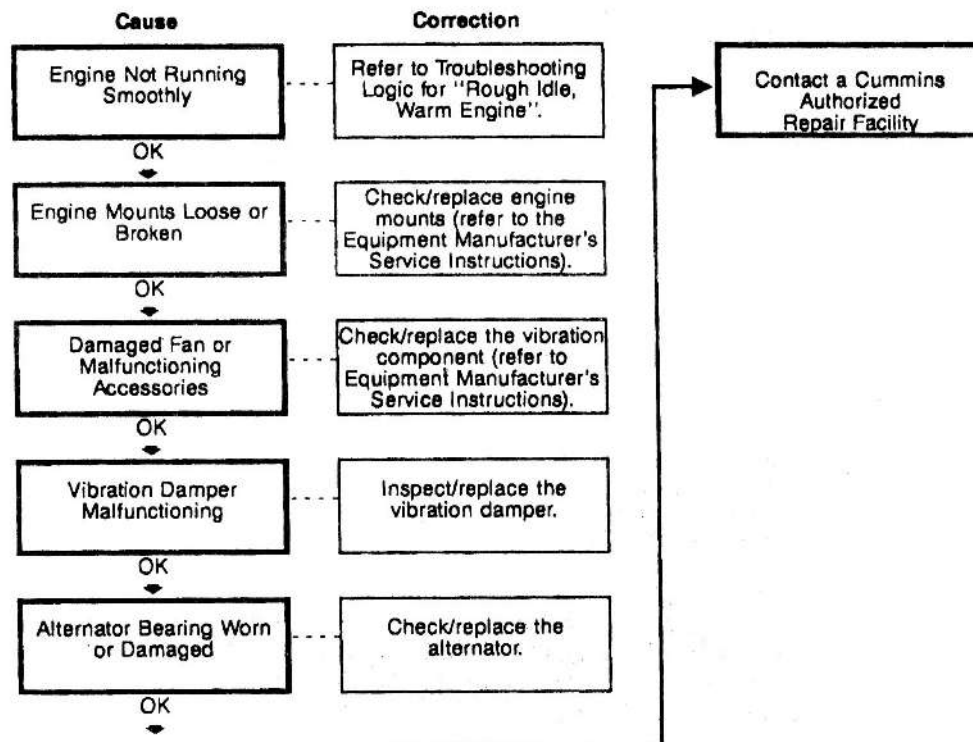 Cause
Correction
Engine Not Running
Smoothly
Refer to Troubleshooting
Logic for "Rough Idle,
Warm Engine".
OK
Engine Mounts Loose or
Broken
Check/replace engine
mounts (refer to the
Equipment Manufacturer's
Service Instructions).
OK
Damaged Fan or
Malfunctioning
Accessories
Check/replace the vibration
component (refer to
Equipment Manufacturer's
Service Instructions).
OK
Vibration Damper
Malfunctioning
Inspect/replace the
vibration damper.
OK
Alternator Bearing Worn
or Damaged
Check/replace the
alternator.
OK
Contact a Cummins
Authorized
Repair Facility